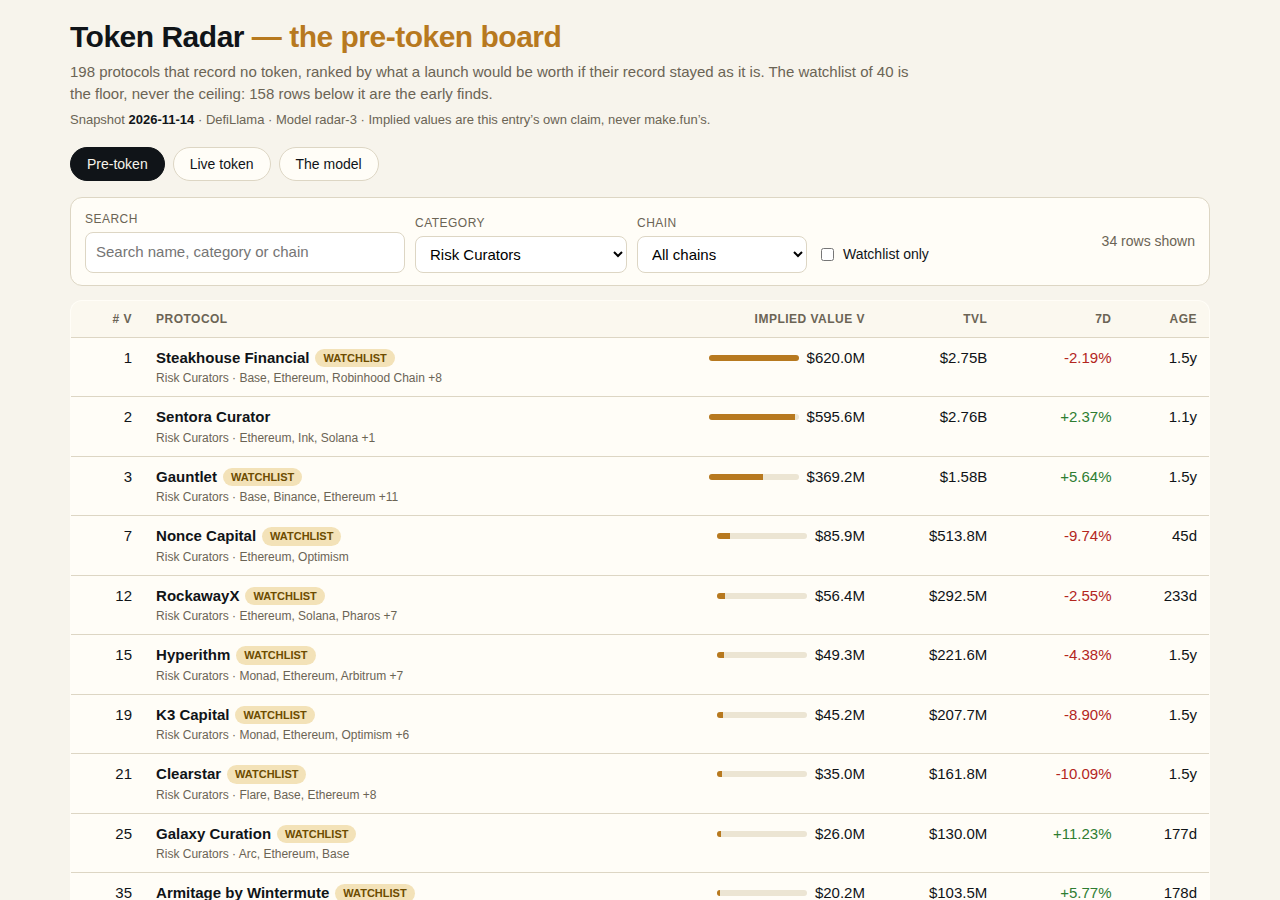 Token Radar — the pre-token board
198 protocols that record no token, ranked by what a launch would be worth if their record stayed as it is. The watchlist of 40 is
the floor, never the ceiling: 158 rows below it are the early finds.
Snapshot 2026-11-14 · DefiLlama · Model radar-3 · Implied values are this entry’s own claim, never make.fun’s.
Pre-token Live token The model
SEARCH CATEGORY CHAIN
Search name, category or chain Risk Curators All chains Watchlist only 34 rows shown
# V PROTOCOL IMPLIED VALUE V TVL 7D AGE
1 Steakhouse Financial WATCHLIST $620.0M $2.75B -2.19% 1.5y
Risk Curators · Base, Ethereum, Robinhood Chain +8
2 Sentora Curator $595.6M $2.76B +2.37% 1.1y
Risk Curators · Ethereum, Ink, Solana +1
3 Gauntlet WATCHLIST $369.2M $1.58B +5.64% 1.5y
Risk Curators · Base, Binance, Ethereum +11
7 Nonce Capital WATCHLIST $85.9M $513.8M -9.74% 45d
Risk Curators · Ethereum, Optimism
12 RockawayX WATCHLIST $56.4M $292.5M -2.55% 233d
Risk Curators · Ethereum, Solana, Pharos +7
15 Hyperithm WATCHLIST $49.3M $221.6M -4.38% 1.5y
Risk Curators · Monad, Ethereum, Arbitrum +7
19 K3 Capital WATCHLIST $45.2M $207.7M -8.90% 1.5y
Risk Curators · Monad, Ethereum, Optimism +6
21 Clearstar WATCHLIST $35.0M $161.8M -10.09% 1.5y
Risk Curators · Flare, Base, Ethereum +8
25 Galaxy Curation WATCHLIST $26.0M $130.0M +11.23% 177d
Risk Curators · Arc, Ethereum, Base
35 Armitage by Wintermute WATCHLIST $20.2M $103.5M +5.77% 178d